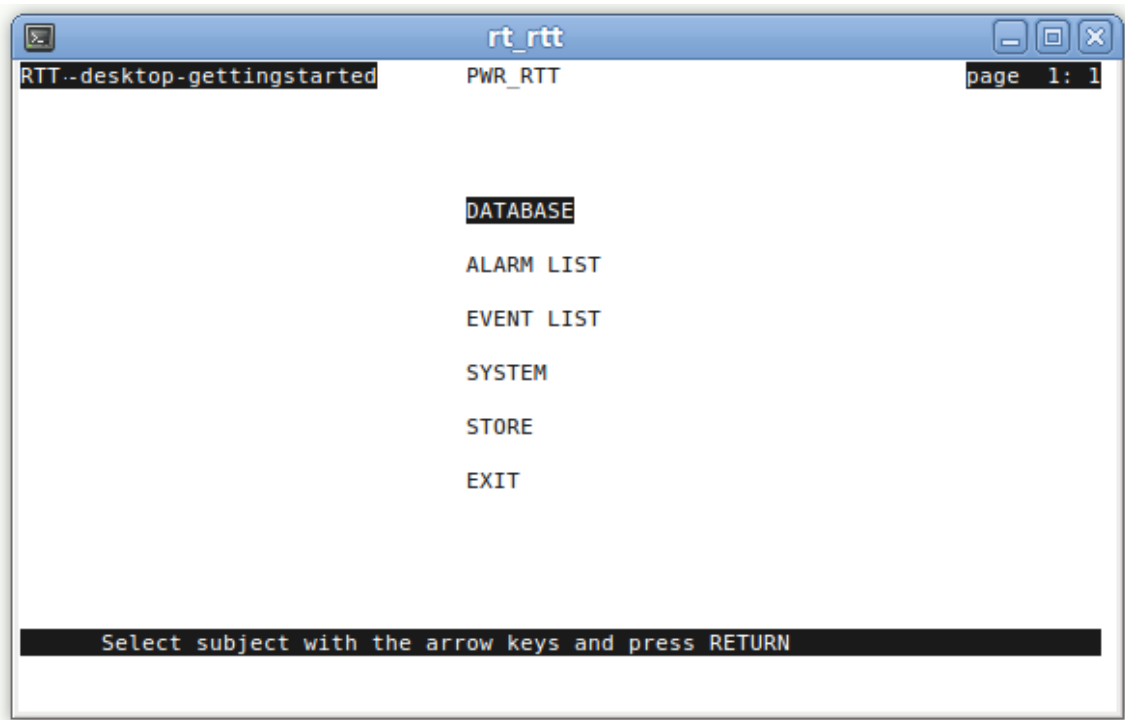 rt_rtt
RTT--desktop-gettingstarted PWR_RTT page 1: 1
DATABASE
ALARM LIST
EVENT LIST
SYSTEM
STORE
EXIT
Select subject with the arrow keys and press RETURN